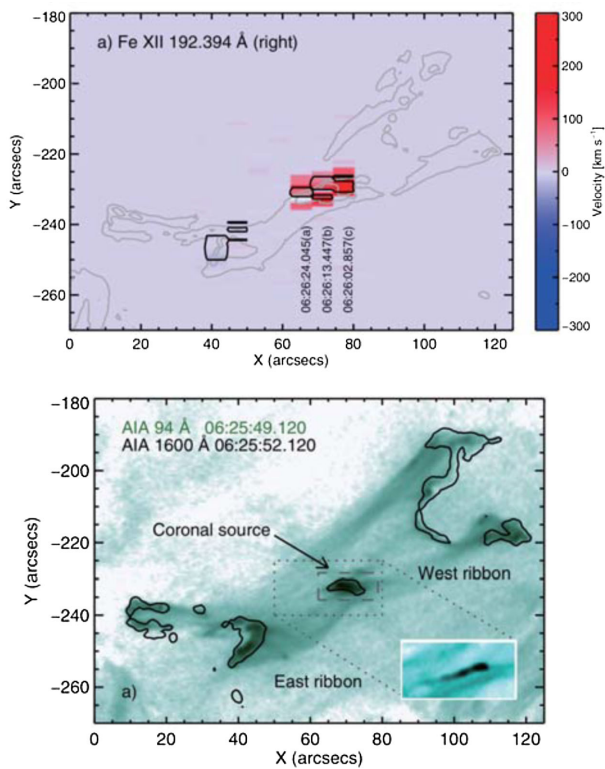 a) Fe XII 192.394 Å (right)
-180
-200
-220
-240
-260
Y (arcsecs)
0 20 40 60 80 100 120
X (arcsecs)
06:26:24.045(a)
06:26:13.447(b)
06:26:02.857(c)
300
200
100
0
-100
-200
-300
Velocity [km s⁻¹]
AIA 94 Å 06:25:49.120
AIA 1600 Å 06:25:52.120
-180
-200
-220
-240
-260
Y (arcsecs)
Coronal source
West ribbon
East ribbon
a)
0 20 40 60 80 100 120
X (arcsecs)